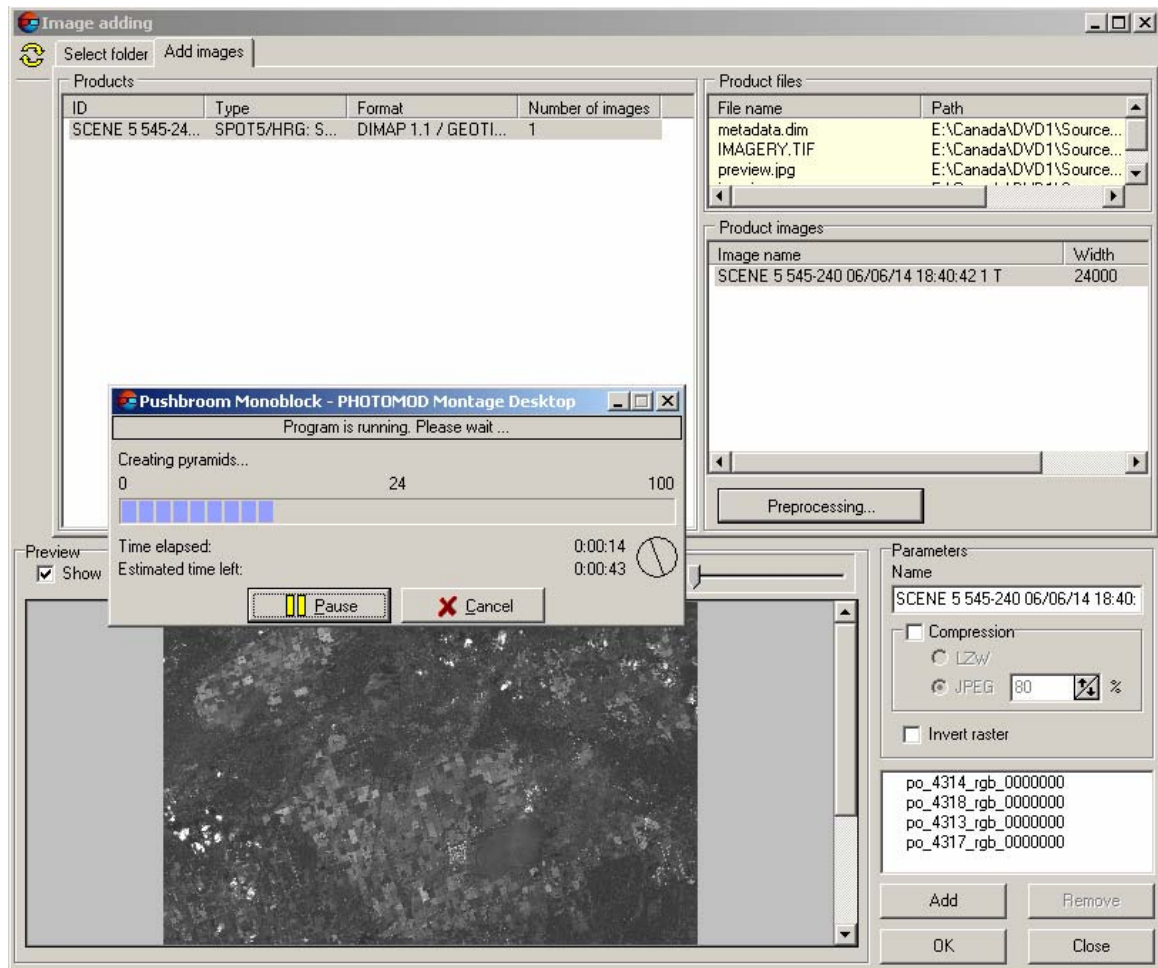 Image adding
Select folder Add images
Products
ID Type Format Number of images
SCENE 5 545-24... SPOT5/HRG: S... DIMAP 1.1 / GEOTI... 1
Product files
File name Path
metadata.dim E:\Canada\DVD1\Source...
IMAGERY.TIF E:\Canada\DVD1\Source...
preview.jpg E:\Canada\DVD1\Source...
Product images
Image name Width
SCENE 5 545-240 06/06/14 18:40:42 1 T 24000
Preprocessing...
Pushbroom Monoblock - PHOTOMOD Montage Desktop
Program is running. Please wait ...
Creating pyramids...
0 24 100
Time elapsed: 0:00:14
Estimated time left: 0:00:43
Pause Cancel
Preview
Show
Parameters
Name
SCENE 5 545-240 06/06/14 18:40:
Compression
LZW
JPEG 80 %
Invert raster
po_4314_rgb_0000000
po_4318_rgb_0000000
po_4313_rgb_0000000
po_4317_rgb_0000000
Add Remove
OK Close